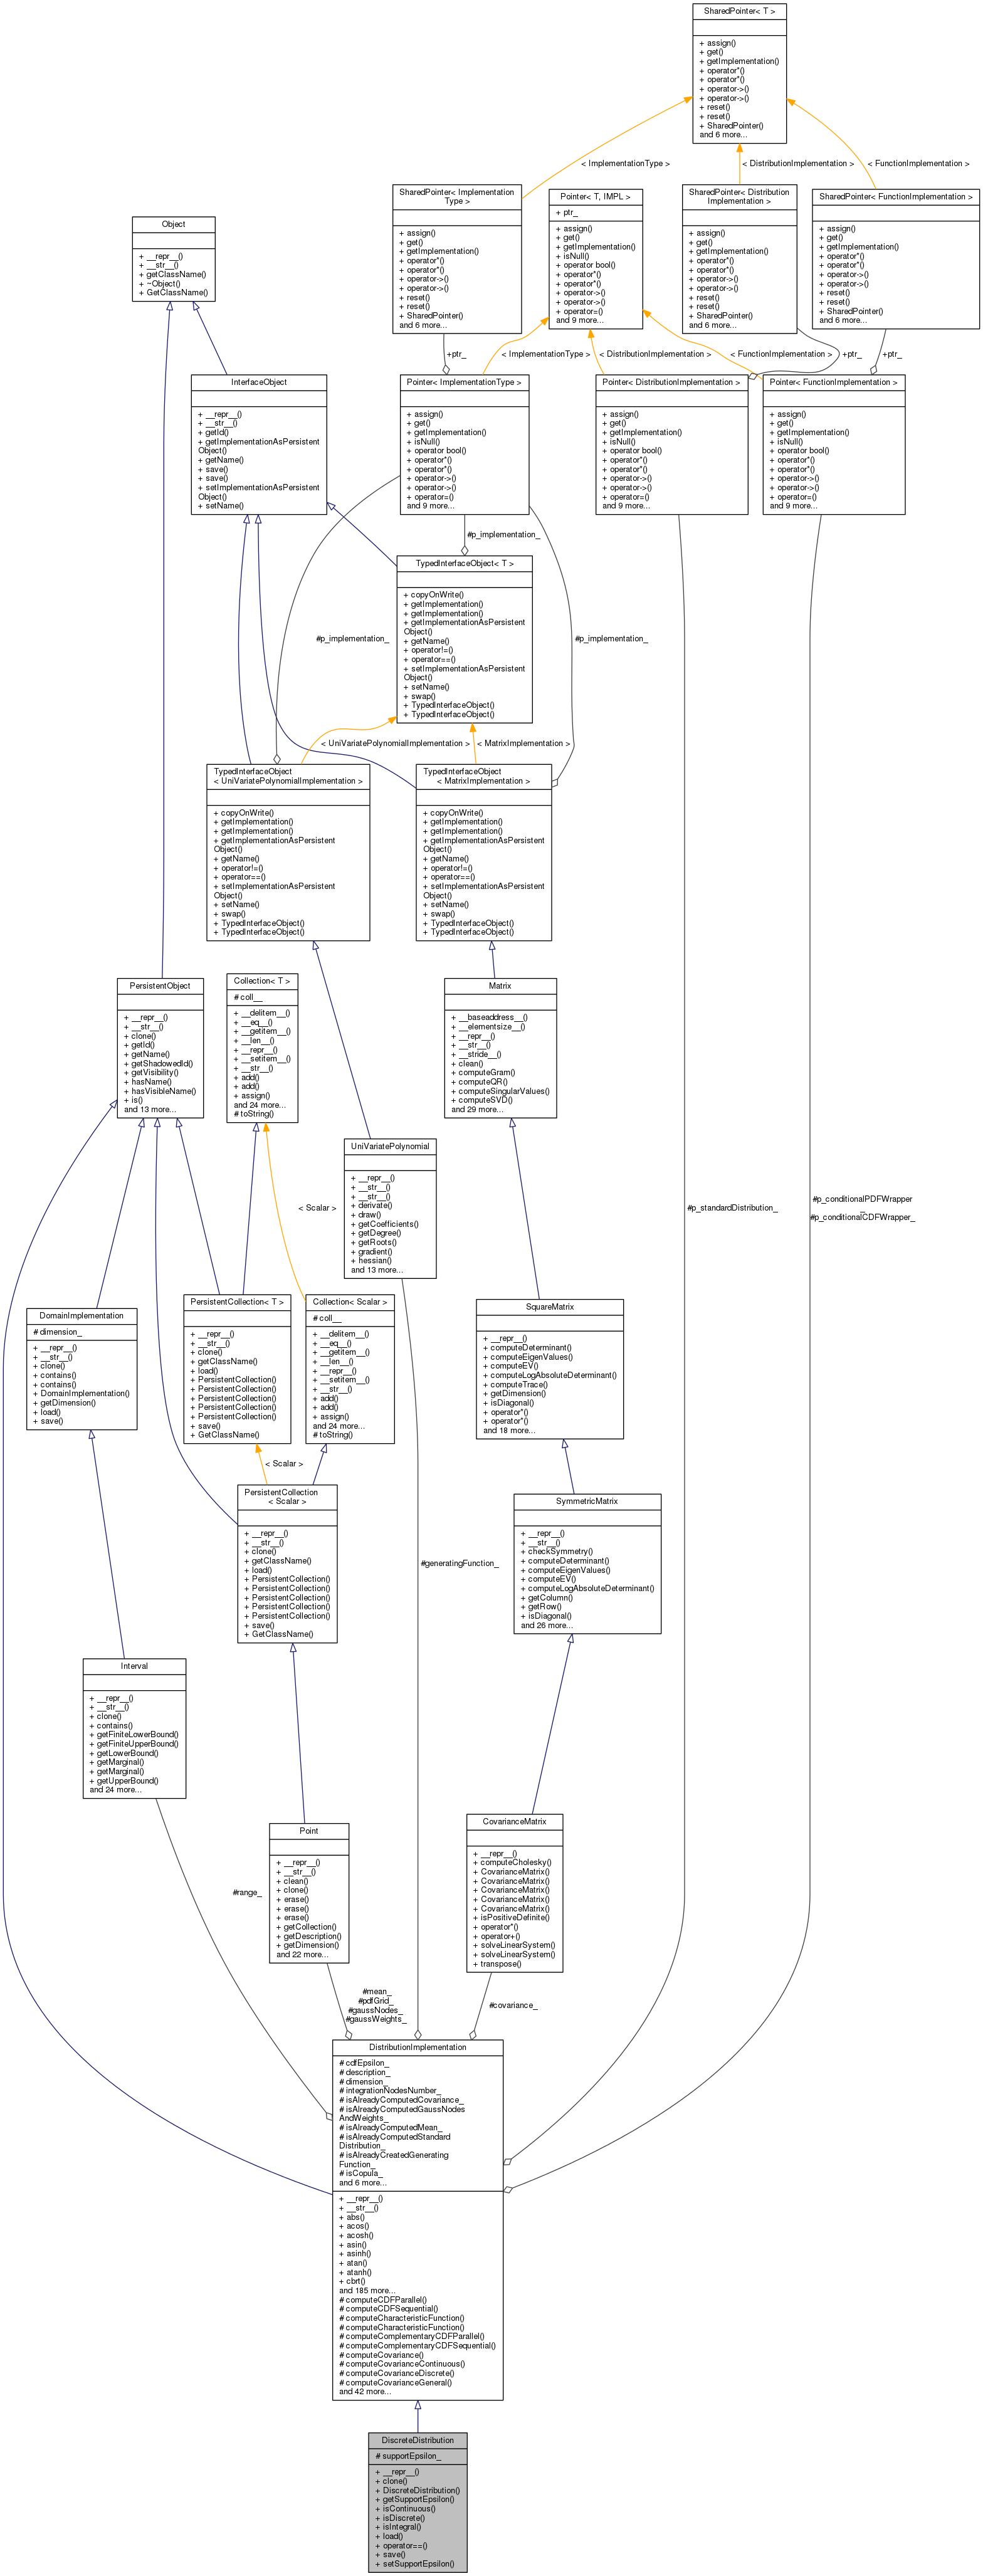 SharedPointer< T >
+ assign()
+ get()
+ getImplementation()
+ operator*()
+ operator*()
+ operator->()
+ operator->()
+ reset()
+ reset()
+ SharedPointer()
and 6 more...
< ImplementationType >
< DistributionImplementation >
< FunctionImplementation >
SharedPointer< Implementation
Type >
+ assign()
+ get()
+ getImplementation()
+ operator*()
+ operator*()
+ operator->()
+ operator->()
+ reset()
+ reset()
+ SharedPointer()
and 6 more...
Pointer< T, IMPL >
+ ptr_
+ assign()
+ get()
+ getImplementation()
+ isNull()
+ operator bool()
+ operator*()
+ operator*()
+ operator->()
+ operator->()
+ operator=()
and 9 more...
SharedPointer< Distribution
Implementation >
+ assign()
+ get()
+ getImplementation()
+ operator*()
+ operator*()
+ operator->()
+ operator->()
+ reset()
+ reset()
+ SharedPointer()
and 6 more...
SharedPointer< FunctionImplementation >
+ assign()
+ get()
+ getImplementation()
+ operator*()
+ operator*()
+ operator->()
+ operator->()
+ reset()
+ reset()
+ SharedPointer()
and 6 more...
Object
+ __repr__()
+ __str__()
+ getClassName()
+ ~Object()
+ GetClassName()
+ptr_
< ImplementationType >
< DistributionImplementation >
< FunctionImplementation >
+ptr_
+ptr_
InterfaceObject
+ __repr__()
+ __str__()
+ getId()
+ getImplementationAsPersistent
Object()
+ getName()
+ save()
+ save()
+ setImplementationAsPersistent
Object()
+ setName()
Pointer< ImplementationType >
+ assign()
+ get()
+ getImplementation()
+ isNull()
+ operator bool()
+ operator*()
+ operator*()
+ operator->()
+ operator->()
+ operator=()
and 9 more...
Pointer< DistributionImplementation >
+ assign()
+ get()
+ getImplementation()
+ isNull()
+ operator bool()
+ operator*()
+ operator*()
+ operator->()
+ operator->()
+ operator=()
and 9 more...
Pointer< FunctionImplementation >
+ assign()
+ get()
+ getImplementation()
+ isNull()
+ operator bool()
+ operator*()
+ operator*()
+ operator->()
+ operator->()
+ operator=()
and 9 more...
#p_implementation_
TypedInterfaceObject< T >
+ copyOnWrite()
+ getImplementation()
+ getImplementation()
+ getImplementationAsPersistent
Object()
+ getName()
+ operator!=()
+ operator==()
+ setImplementationAsPersistent
Object()
+ setName()
+ swap()
+ TypedInterfaceObject()
+ TypedInterfaceObject()
#p_implementation_
#p_implementation_
< UniVariatePolynomialImplementation >
< MatrixImplementation >
TypedInterfaceObject
< UniVariatePolynomialImplementation >
+ copyOnWrite()
+ getImplementation()
+ getImplementation()
+ getImplementationAsPersistent
Object()
+ getName()
+ operator!=()
+ operator==()
+ setImplementationAsPersistent
Object()
+ setName()
+ swap()
+ TypedInterfaceObject()
+ TypedInterfaceObject()
TypedInterfaceObject
< MatrixImplementation >
+ copyOnWrite()
+ getImplementation()
+ getImplementation()
+ getImplementationAsPersistent
Object()
+ getName()
+ operator!=()
+ operator==()
+ setImplementationAsPersistent
Object()
+ setName()
+ swap()
+ TypedInterfaceObject()
+ TypedInterfaceObject()
PersistentObject
+ __repr__()
+ __str__()
+ clone()
+ getId()
+ getName()
+ getShadowedId()
+ getVisibility()
+ hasName()
+ hasVisibleName()
+ is()
and 13 more...
Collection< T >
# coll__
+ __delitem__()
+ __eq__()
+ __getitem__()
+ __len__()
+ __repr__()
+ __setitem__()
+ __str__()
+ add()
+ add()
+ assign()
and 24 more...
# toString()
Matrix
+ __baseaddress__()
+ __elementsize__()
+ __repr__()
+ __str__()
+ __stride__()
+ clean()
+ computeGram()
+ computeQR()
+ computeSingularValues()
+ computeSVD()
and 29 more...
UniVariatePolynomial
+ __repr__()
+ __str__()
+ __str__()
+ derivate()
+ draw()
+ getCoefficients()
+ getDegree()
+ getRoots()
+ gradient()
+ hessian()
and 13 more...
< Scalar >
#p_standardDistribution_
#p_conditionalPDFWrapper
_
#p_conditionalCDFWrapper_
DomainImplementation
# dimension_
+ __repr__()
+ __str__()
+ clone()
+ contains()
+ contains()
+ DomainImplementation()
+ getDimension()
+ load()
+ save()
PersistentCollection< T >
+ __repr__()
+ __str__()
+ clone()
+ getClassName()
+ load()
+ PersistentCollection()
+ PersistentCollection()
+ PersistentCollection()
+ PersistentCollection()
+ PersistentCollection()
+ save()
+ GetClassName()
Collection< Scalar >
# coll__
+ __delitem__()
+ __eq__()
+ __getitem__()
+ __len__()
+ __repr__()
+ __setitem__()
+ __str__()
+ add()
+ add()
+ assign()
and 24 more...
# toString()
SquareMatrix
+ __repr__()
+ computeDeterminant()
+ computeEigenValues()
+ computeEV()
+ computeLogAbsoluteDeterminant()
+ computeTrace()
+ getDimension()
+ isDiagonal()
+ operator*()
+ operator*()
and 18 more...
< Scalar >
PersistentCollection
< Scalar >
+ __repr__()
+ __str__()
+ clone()
+ getClassName()
+ load()
+ PersistentCollection()
+ PersistentCollection()
+ PersistentCollection()
+ PersistentCollection()
+ PersistentCollection()
+ save()
+ GetClassName()
#generatingFunction_
SymmetricMatrix
+ __repr__()
+ __str__()
+ checkSymmetry()
+ computeDeterminant()
+ computeEigenValues()
+ computeEV()
+ computeLogAbsoluteDeterminant()
+ getColumn()
+ getRow()
+ isDiagonal()
and 26 more...
Interval
+ __repr__()
+ __str__()
+ clone()
+ contains()
+ getFiniteLowerBound()
+ getFiniteUpperBound()
+ getLowerBound()
+ getMarginal()
+ getMarginal()
+ getUpperBound()
and 24 more...
Point
+ __repr__()
+ __str__()
+ clean()
+ clone()
+ erase()
+ erase()
+ erase()
+ getCollection()
+ getDescription()
+ getDimension()
and 22 more...
CovarianceMatrix
+ __repr__()
+ computeCholesky()
+ CovarianceMatrix()
+ CovarianceMatrix()
+ CovarianceMatrix()
+ CovarianceMatrix()
+ CovarianceMatrix()
+ isPositiveDefinite()
+ operator*()
+ operator+()
+ solveLinearSystem()
+ solveLinearSystem()
+ transpose()
#range_
#mean_
#pdfGrid_
#gaussNodes_
#gaussWeights_
#covariance_
DistributionImplementation
# cdfEpsilon_
# description_
# dimension_
# integrationNodesNumber_
# isAlreadyComputedCovariance_
# isAlreadyComputedGaussNodes
AndWeights_
# isAlreadyComputedMean_
# isAlreadyComputedStandard
Distribution_
# isAlreadyCreatedGenerating
Function_
# isCopula_
and 6 more...
+ __repr__()
+ __str__()
+ abs()
+ acos()
+ acosh()
+ asin()
+ asinh()
+ atan()
+ atanh()
+ cbrt()
and 185 more...
# computeCDFParallel()
# computeCDFSequential()
# computeCharacteristicFunction()
# computeCharacteristicFunction()
# computeComplementaryCDFParallel()
# computeComplementaryCDFSequential()
# computeCovariance()
# computeCovarianceContinuous()
# computeCovarianceDiscrete()
# computeCovarianceGeneral()
and 42 more...
DiscreteDistribution
# supportEpsilon_
+ __repr__()
+ clone()
+ DiscreteDistribution()
+ getSupportEpsilon()
+ isContinuous()
+ isDiscrete()
+ isIntegral()
+ load()
+ operator==()
+ save()
+ setSupportEpsilon()